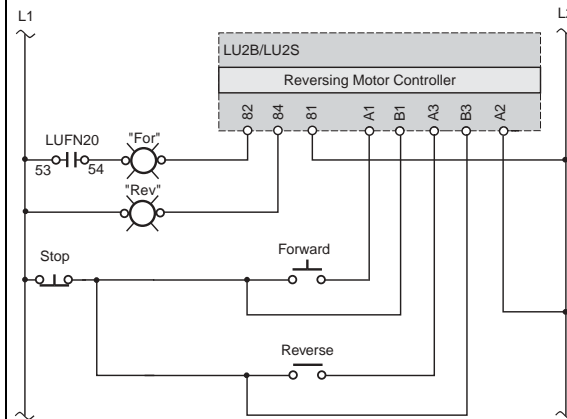 L1
L2
LU2B/LU2S
Reversing Motor Controller
82 84 81 A1 B1 A3 B3 A2
LUFN20 "For"
53 54
"Rev"
Stop
Forward
Reverse